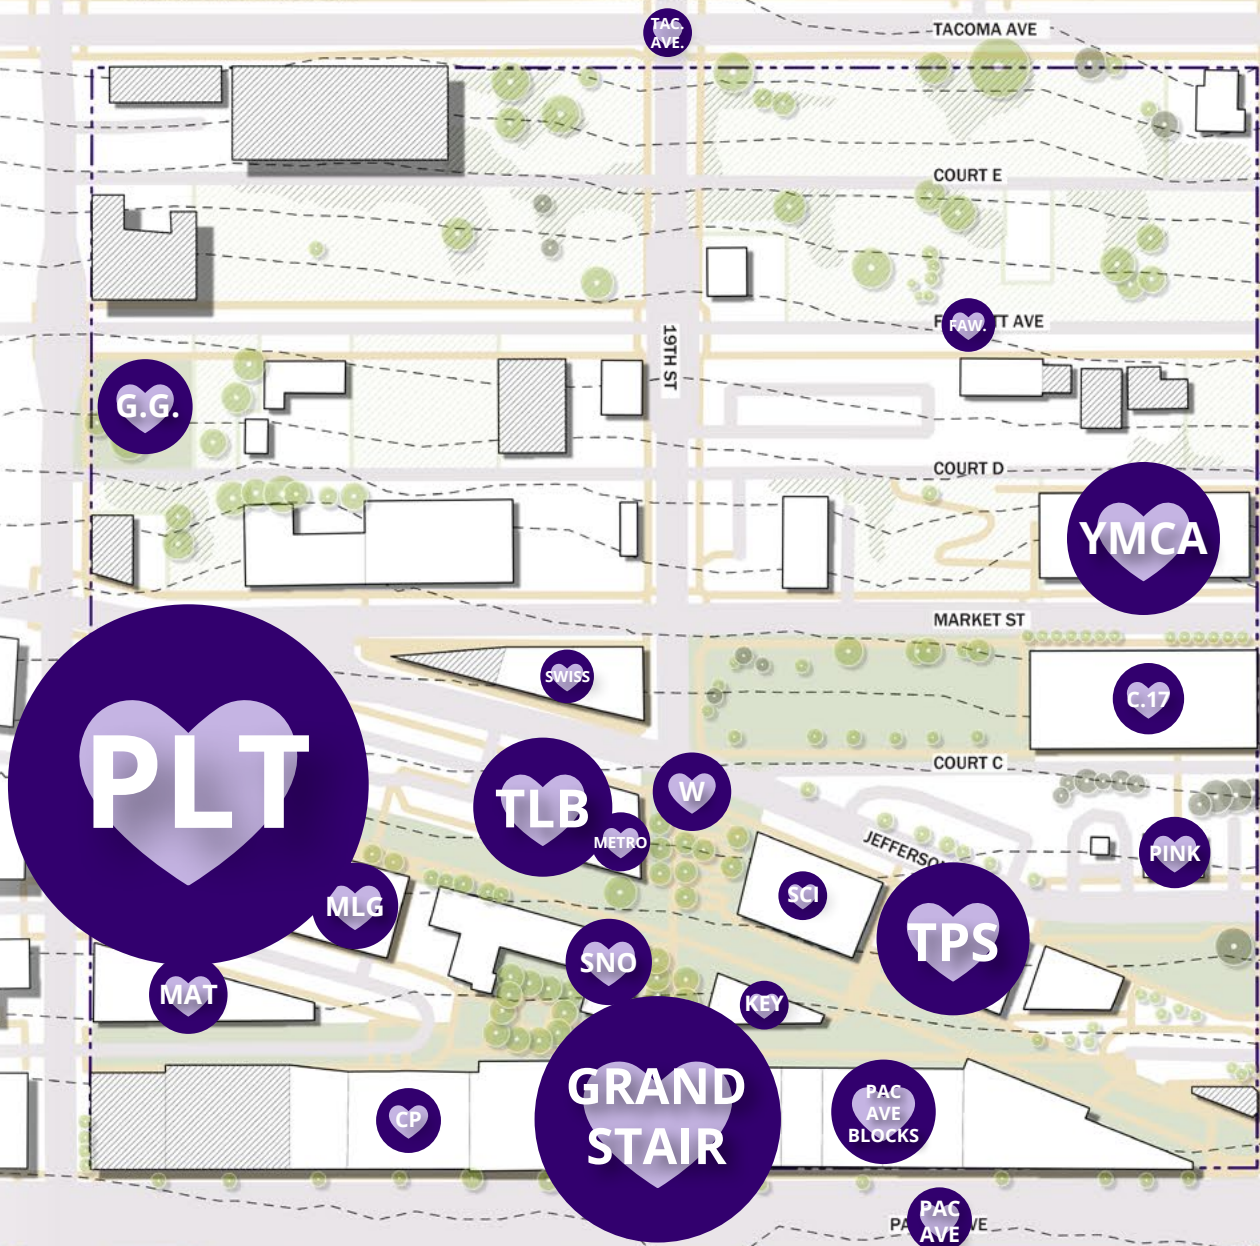 TAC.
AVE.
TACOMA AVE
COURT E
19TH ST
FAW.
TT AVE
G.G.
COURT D
YMCA
MARKET ST
SWISS
C.17
PLT
COURT C
TLB
W
METRO
JEFFERSO
PINK
MLG
SCI
TPS
SNO
MAT
KEY
GRAND
STAIR
CP
PAC
AVE
BLOCKS
PAC
AVE
PA VE